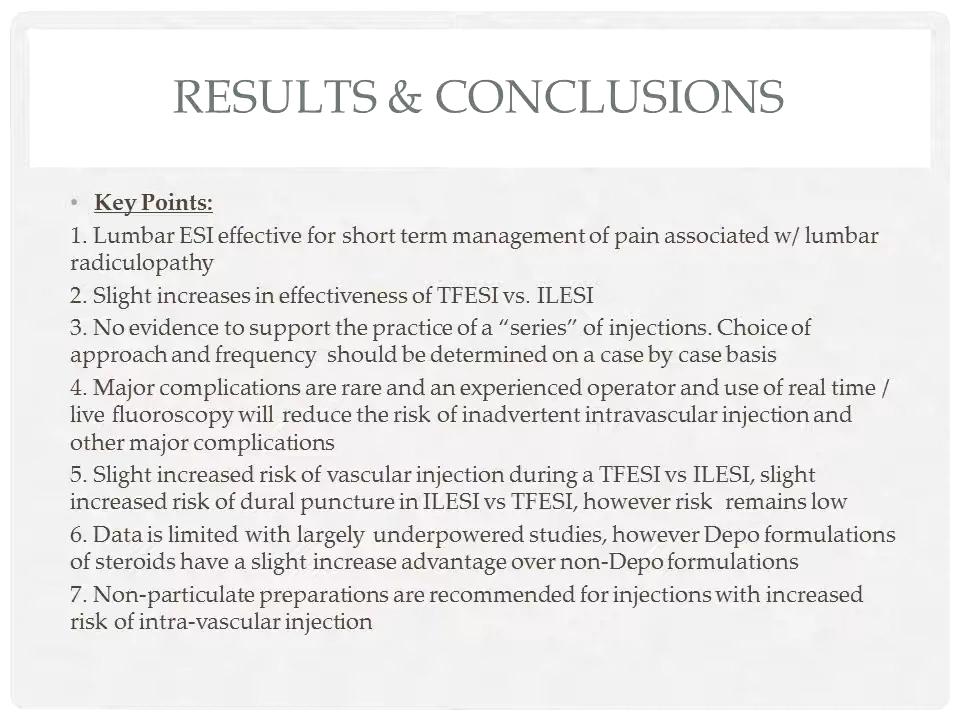 RESULTS & CONCLUSIONS
• Key Points:
1. Lumbar ESI effective for short term management of pain associated w/ lumbar
radiculopathy
2. Slight increases in effectiveness of TFESI vs. ILESI
3. No evidence to support the practice of a “series” of injections. Choice of
approach and frequency should be determined on a case by case basis
4. Major complications are rare and an experienced operator and use of real time /
live fluoroscopy will reduce the risk of inadvertent intravascular injection and
other major complications
5. Slight increased risk of vascular injection during a TFESI vs ILESI, slight
increased risk of dural puncture in ILESI vs TFESI, however risk remains low
6. Data is limited with largely underpowered studies, however Depo formulations
of steroids have a slight increase advantage over non-Depo formulations
7. Non-particulate preparations are recommended for injections with increased
risk of intra-vascular injection